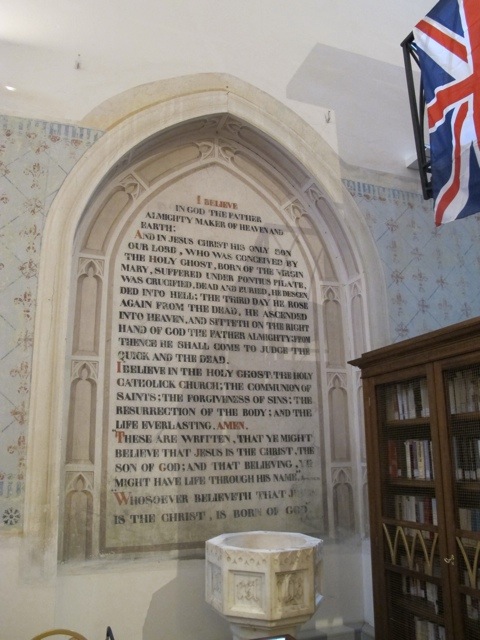 I BELIEVE
IN GOD THE FATHER
ALMIGHTY MAKER OF HEAVEN AND
EARTH:
AND IN JESUS CHRIST HIS ONLY SON
OUR LORD, WHO WAS CONCEIVED BY
THE HOLY GHOST, BORN OF THE VIRGIN
MARY, SUFFERED UNDER PONTIUS PILATE,
WAS CRUCIFIED, DEAD AND BURIED, HE DESCEN
DED INTO HELL; THE THIRD DAY HE ROSE
AGAIN FROM THE DEAD, HE ASCENDED
INTO HEAVEN, AND SITTETH ON THE RIGHT
HAND OF GOD THE FATHER ALMIGHTY; FROM
THENCE HE SHALL COME TO JUDGE THE
QUICK AND THE DEAD.
I BELIEVE IN THE HOLY GHOST, THE HOLY
CATHOLICK CHURCH; THE COMMUNION OF
SAINTS; THE FORGIVENESS OF SINS; THE
RESURRECTION OF THE BODY; AND THE
LIFE EVERLASTING. AMEN.
THESE ARE WRITTEN, THAT YE MIGHT
BELIEVE THAT JESUS IS THE CHRIST, THE
SON OF GOD; AND THAT BELIEVING, YE
MIGHT HAVE LIFE THROUGH HIS NAME
WHOSOEVER BELIEVETH THAT
IS THE CHRIST, IS BORN OF GOD